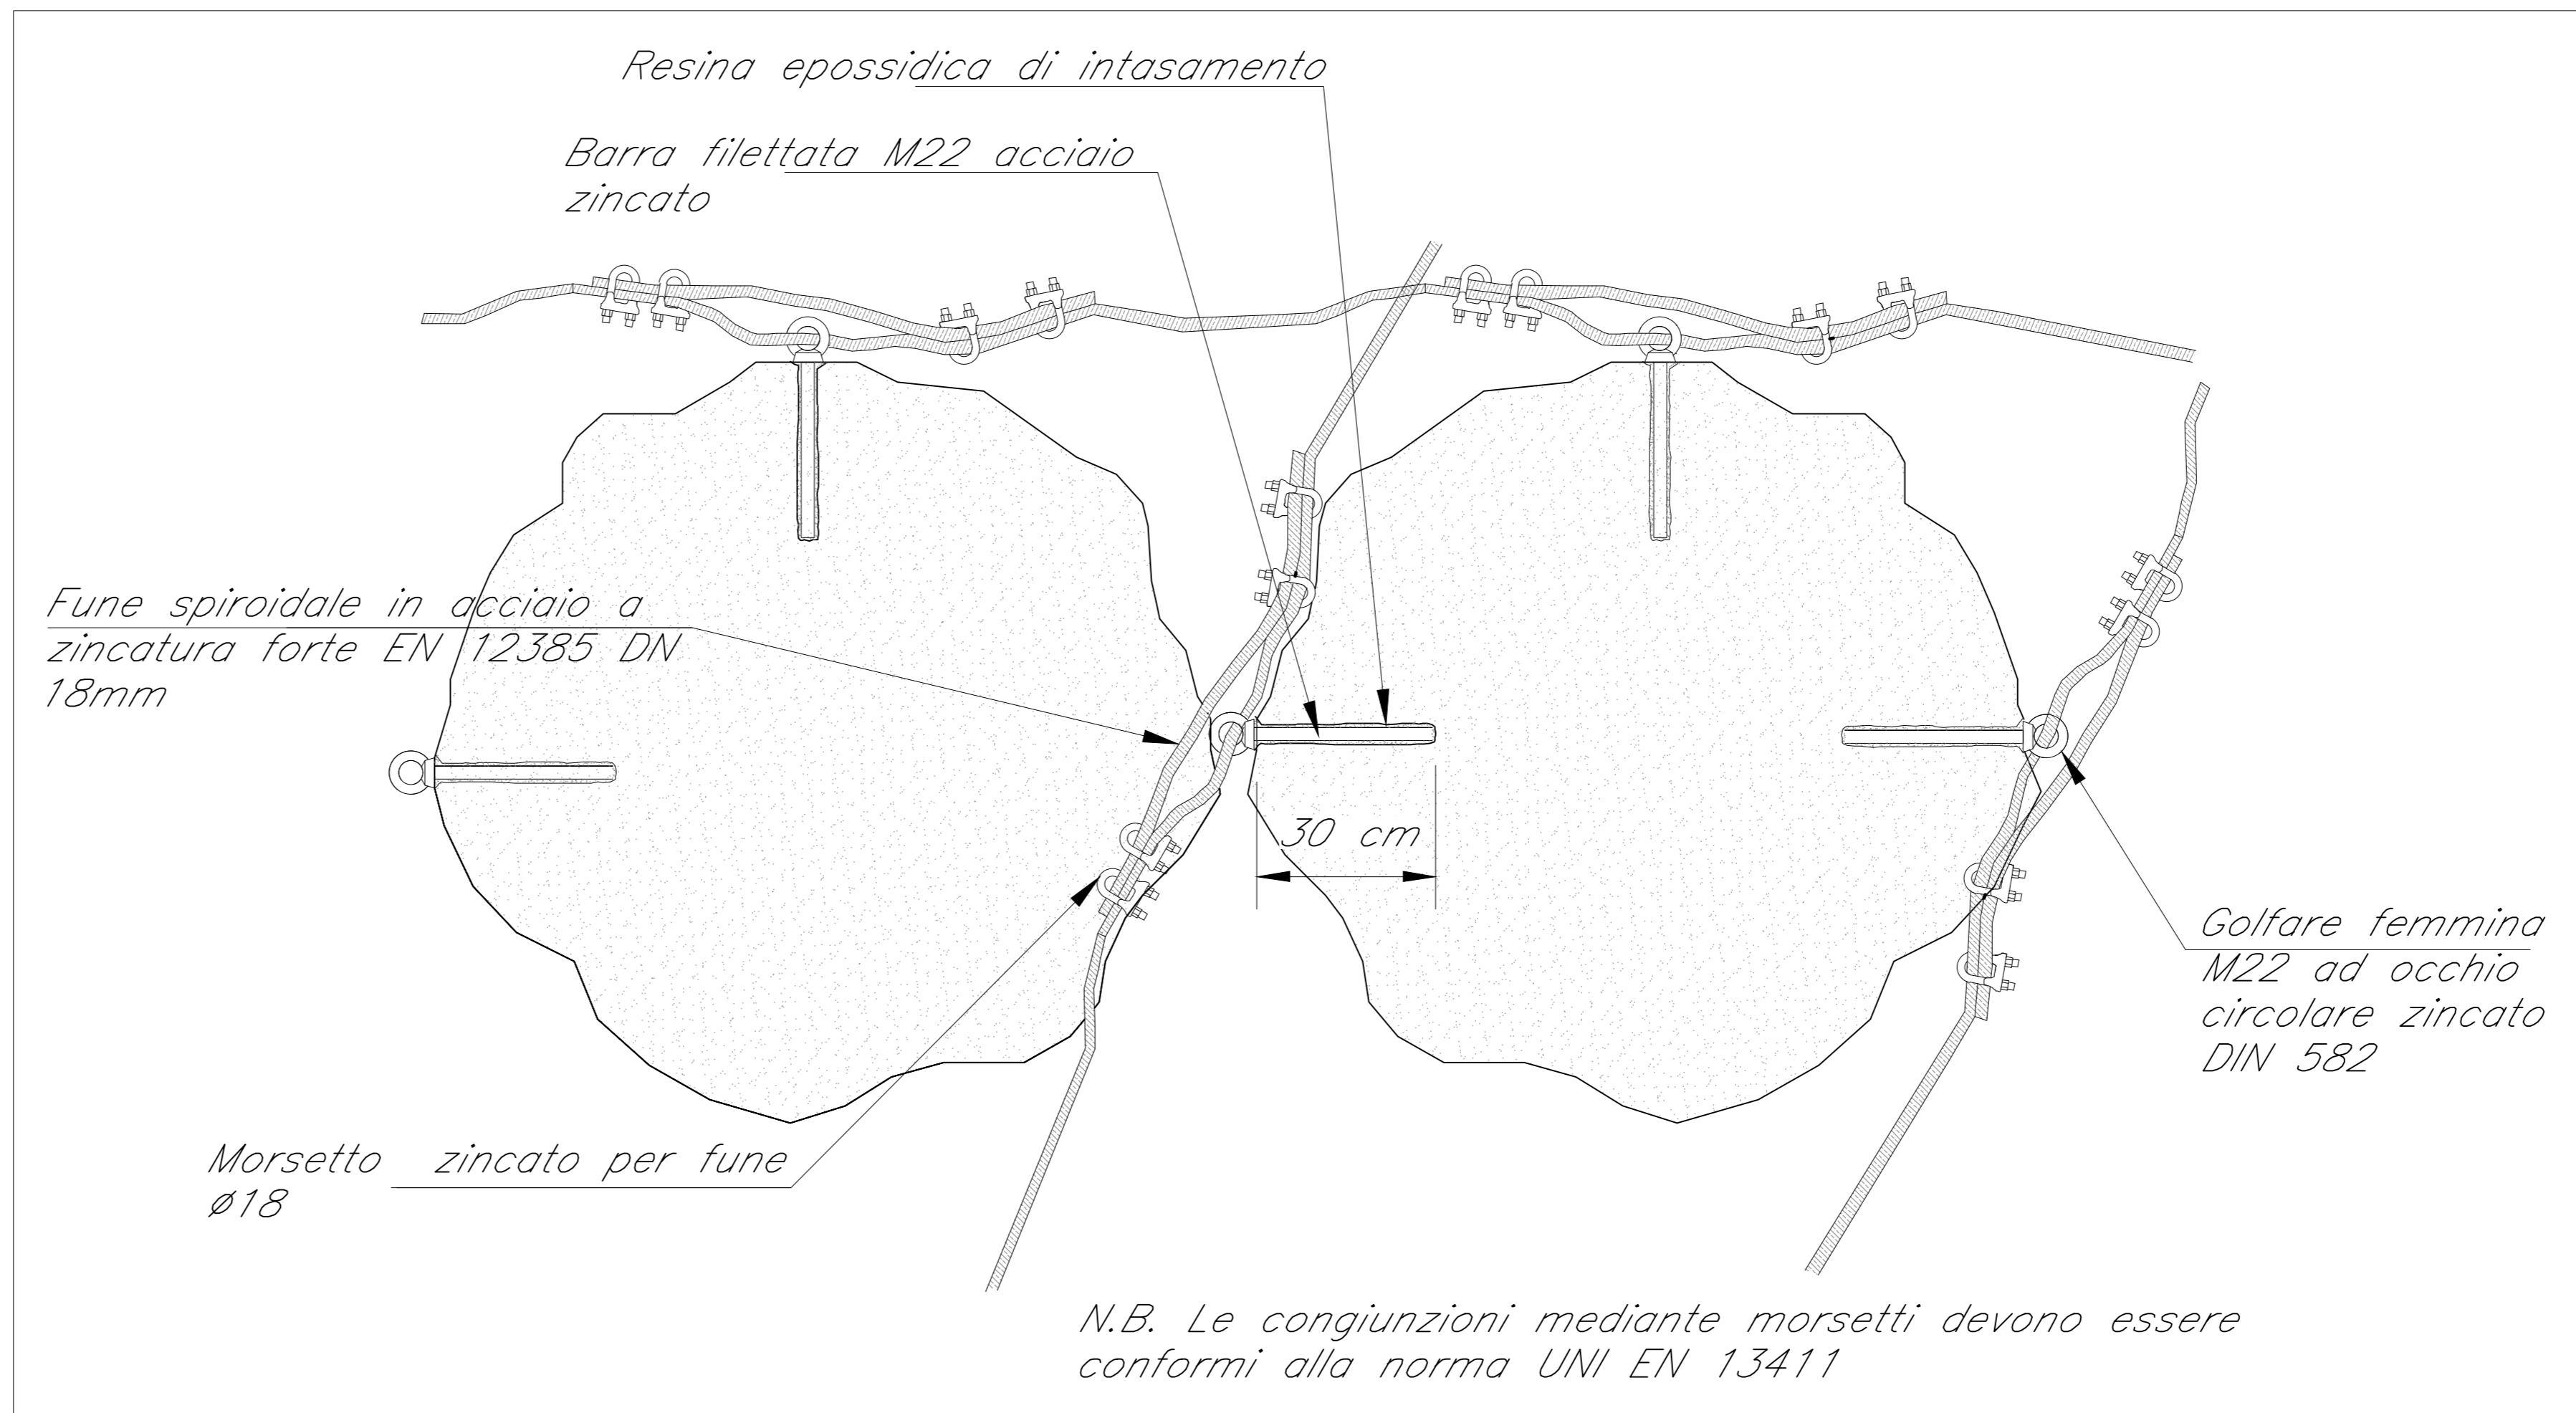 Resina epossidica di intasamento
Barra filettata M22 acciaio
zincato
Fune spiroidale in acciaio a
zincatura forte EN 12385 DN
18mm
30 cm
Golfare femmina
M22 ad occhio
circolare zincato
DIN 582
Morsetto zincato per fune
ø18
N.B. Le congiunzioni mediante morsetti devono essere
conformi alla norma UNI EN 13411